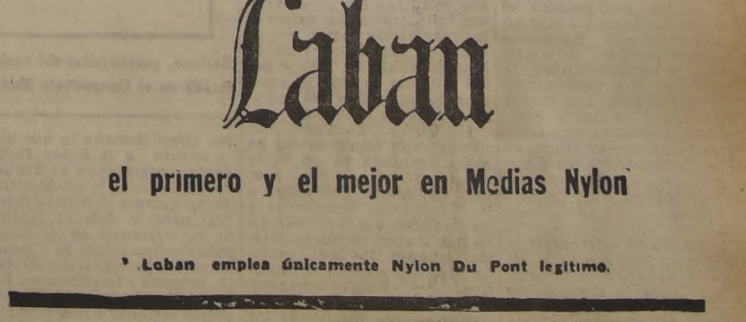 Laban
el primero y el mejor en Medias Nylon
Laban emplea únicamente Nylon Du Pont legítimo.